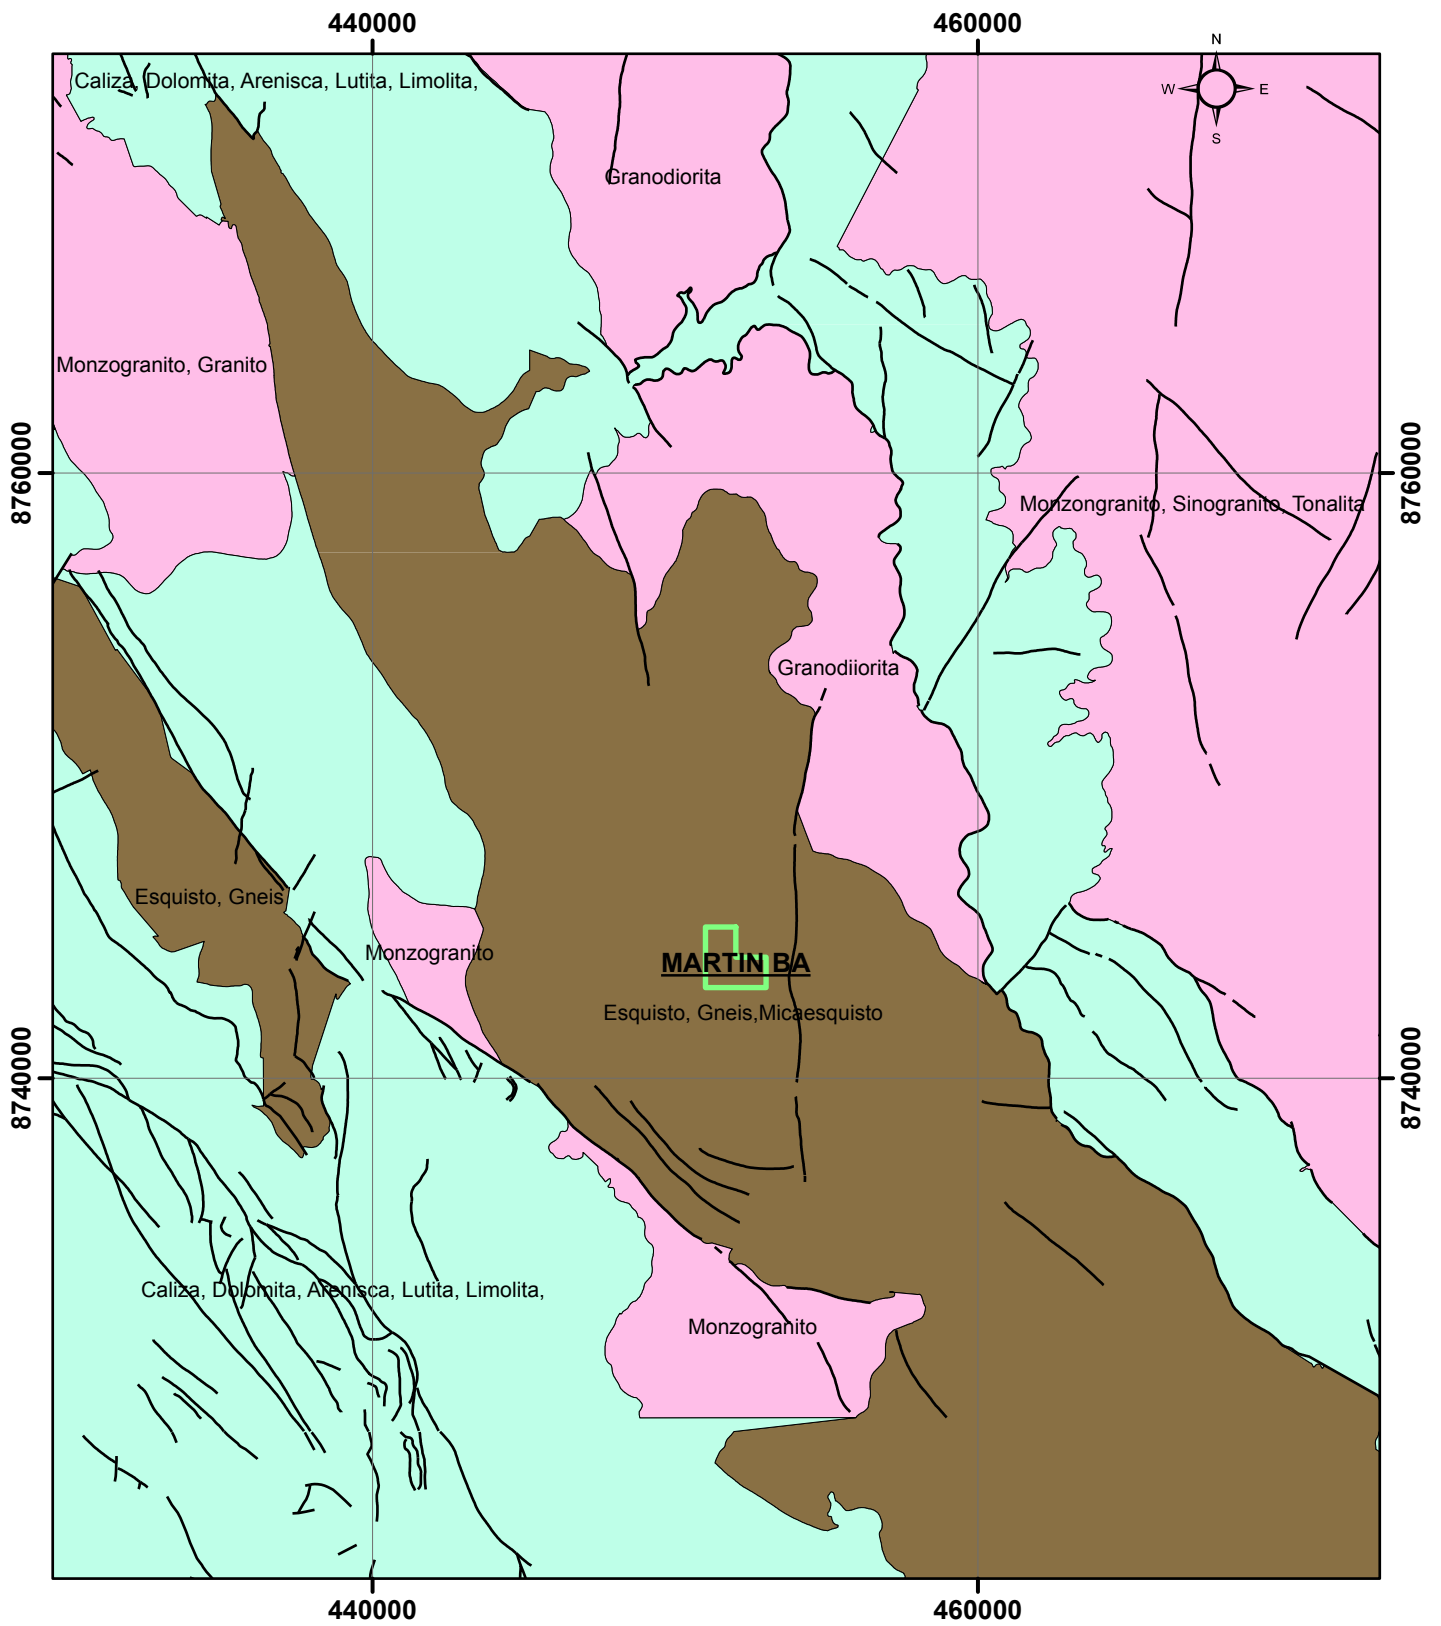 440000
460000
N
W
E
S
Caliza, Dolomita, Arenisca, Lutita, Limolita,
Granodiorita
Monzogranito, Granito
8760000
8760000
Monzongranito, Sinogranito, Tonalita
Granodiiorita
Esquisto, Gneis
Monzogranito
MARTIN BA
Esquisto, Gneis,Micaesquisto
8740000
8740000
Caliza, Dolomita, Arenisca, Lutita, Limolita,
Monzogranito
440000
460000